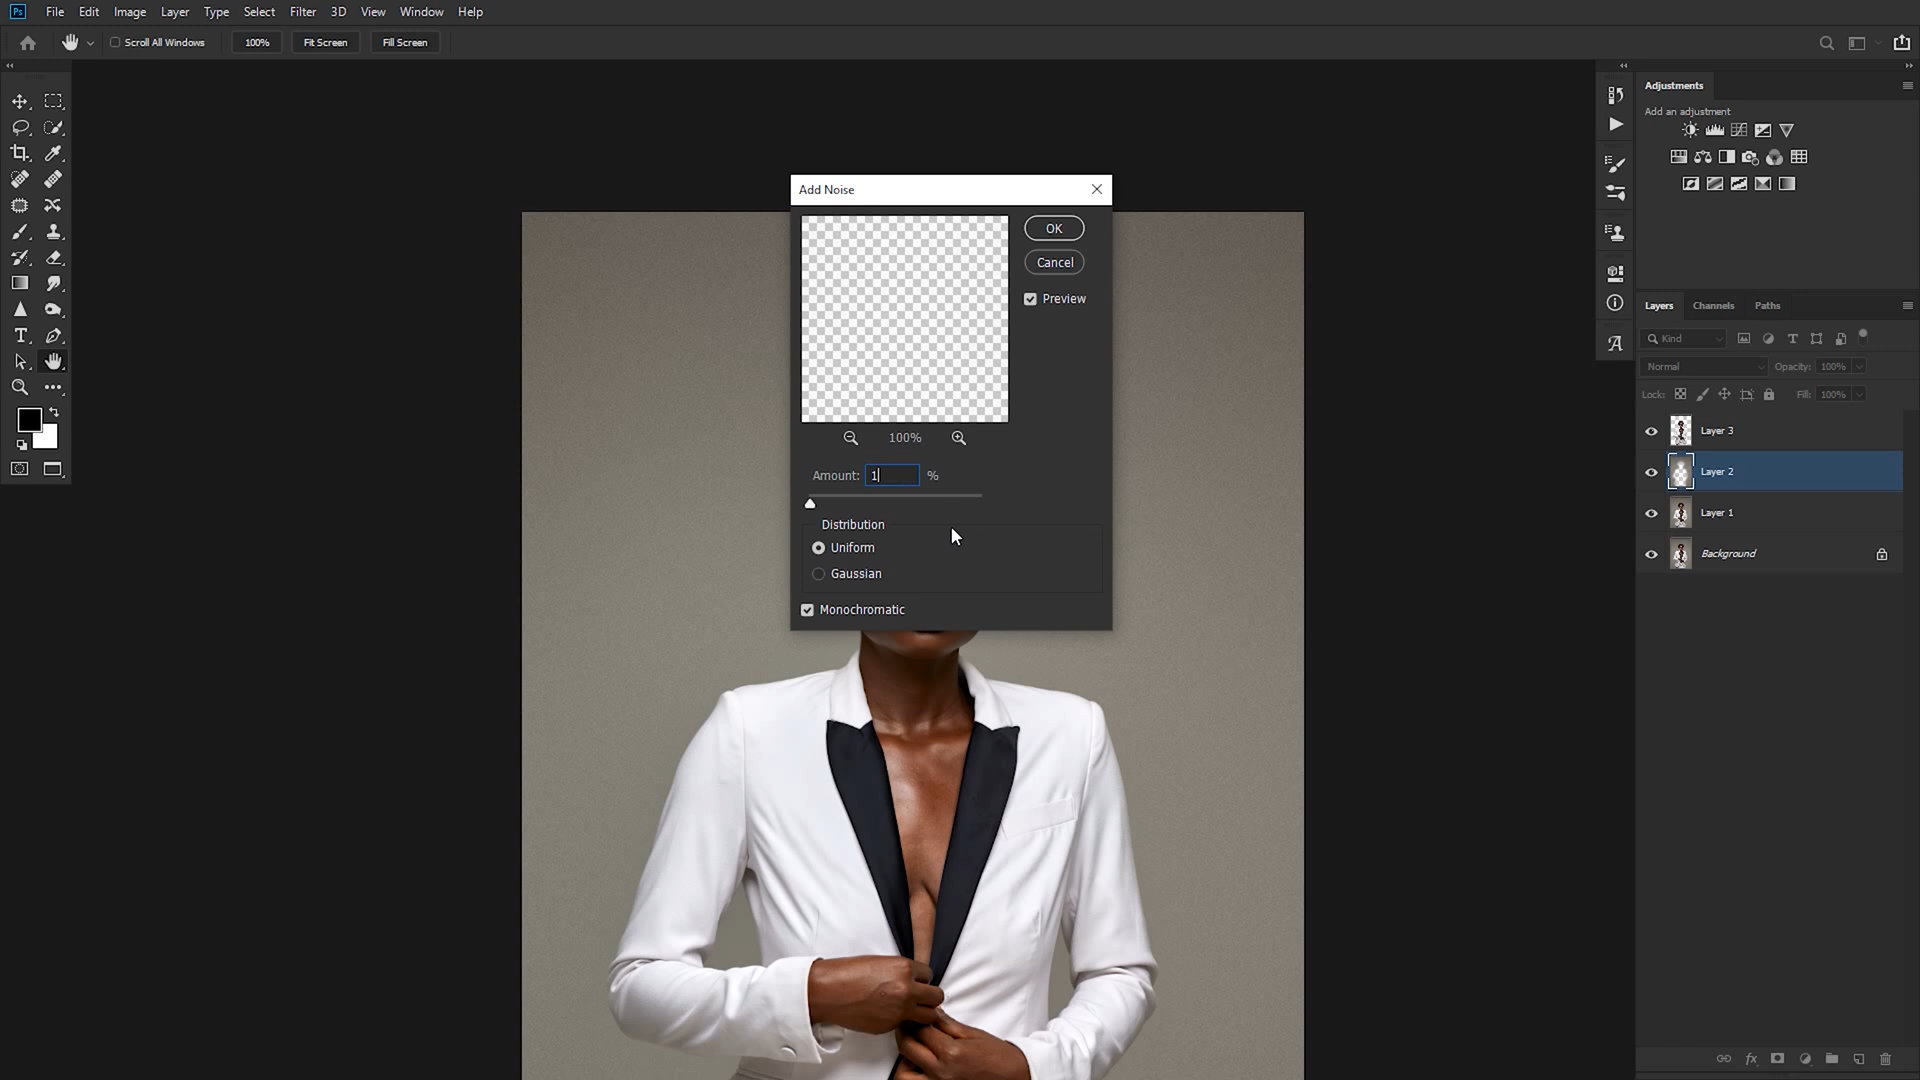 Ps File Edit Image Layer Type Select Filter 3D View Window Help
Scroll All Windows 100% Fit Screen Fill Screen
Adjustments
Add an adjustment
Add Noise
OK
Cancel
Preview
100%
Amount: 1 %
Distribution
Uniform
Gaussian
Monochromatic
Layers Channels Paths
Kind
Normal Opacity: 100%
Lock: Fill: 100%
Layer 3
Layer 2
Layer 1
Background